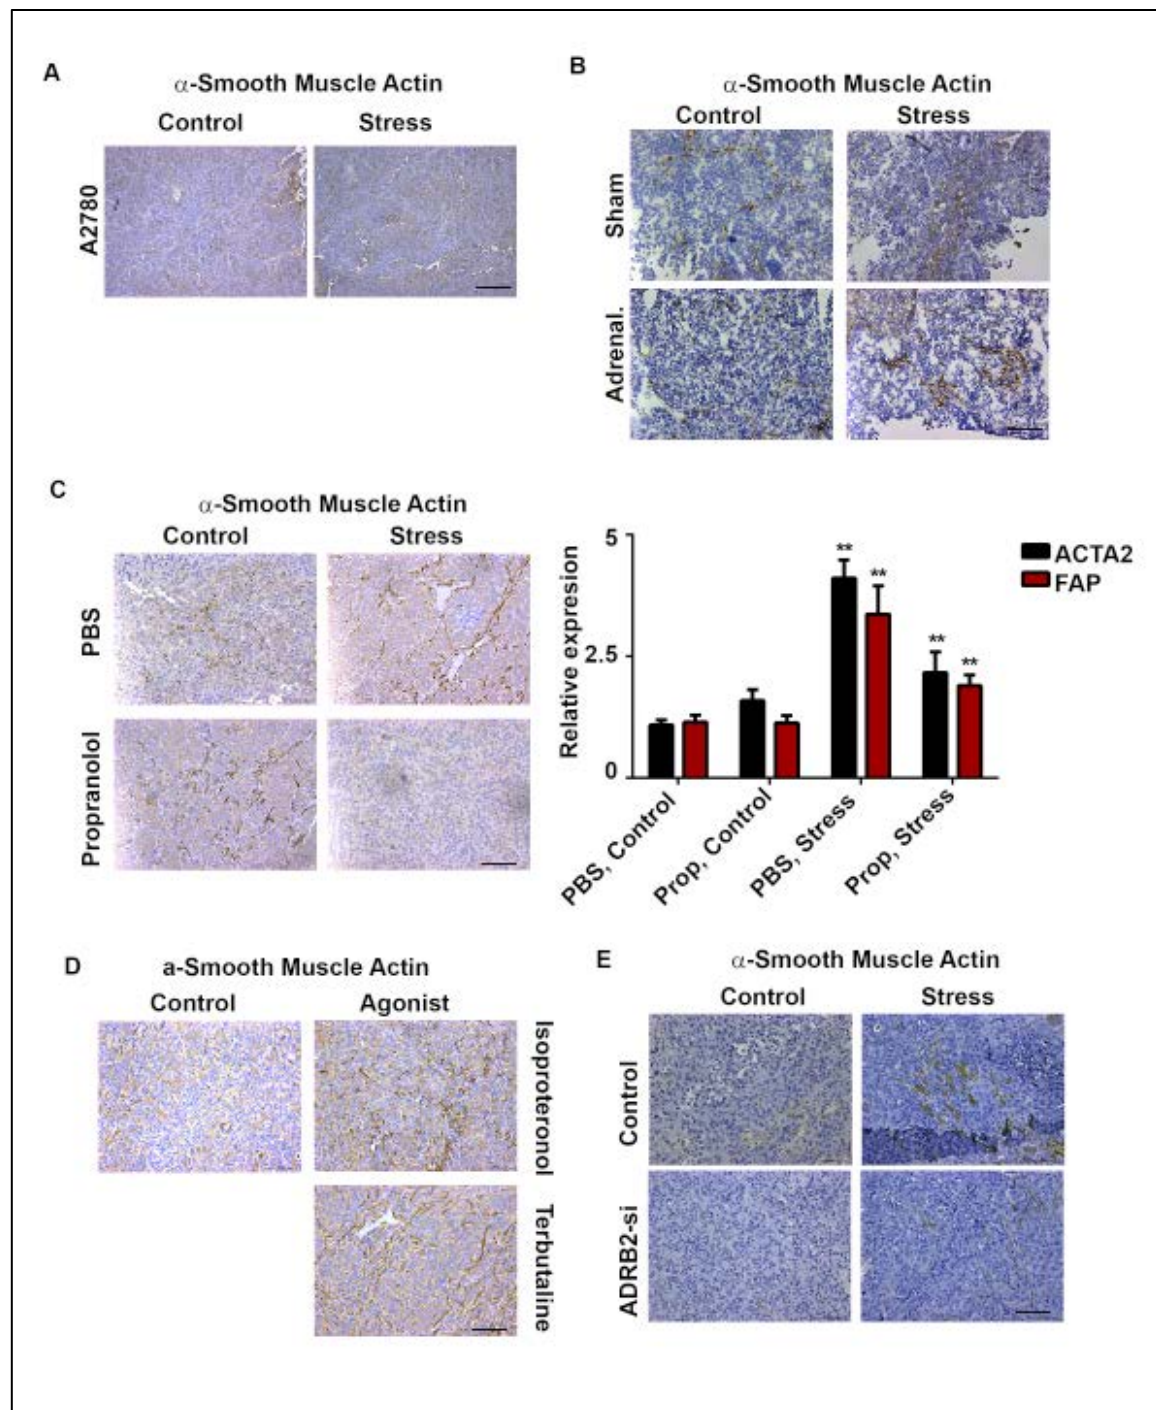 A
α-Smooth Muscle Actin
Control Stress
A2780
B
α-Smooth Muscle Actin
Control Stress
Sham
Adrenal.
C
α-Smooth Muscle Actin
Control Stress
PBS
Propranolol
Relative expression
5
2.5
0
** ** ** **
ACTA2
FAP
PBS, Control
Prop, Control
PBS, Stress
Prop, Stress
D
a-Smooth Muscle Actin
Control Agonist
Isoproteronol
Terbutaline
E
α-Smooth Muscle Actin
Control Stress
Control
ADRB2-si